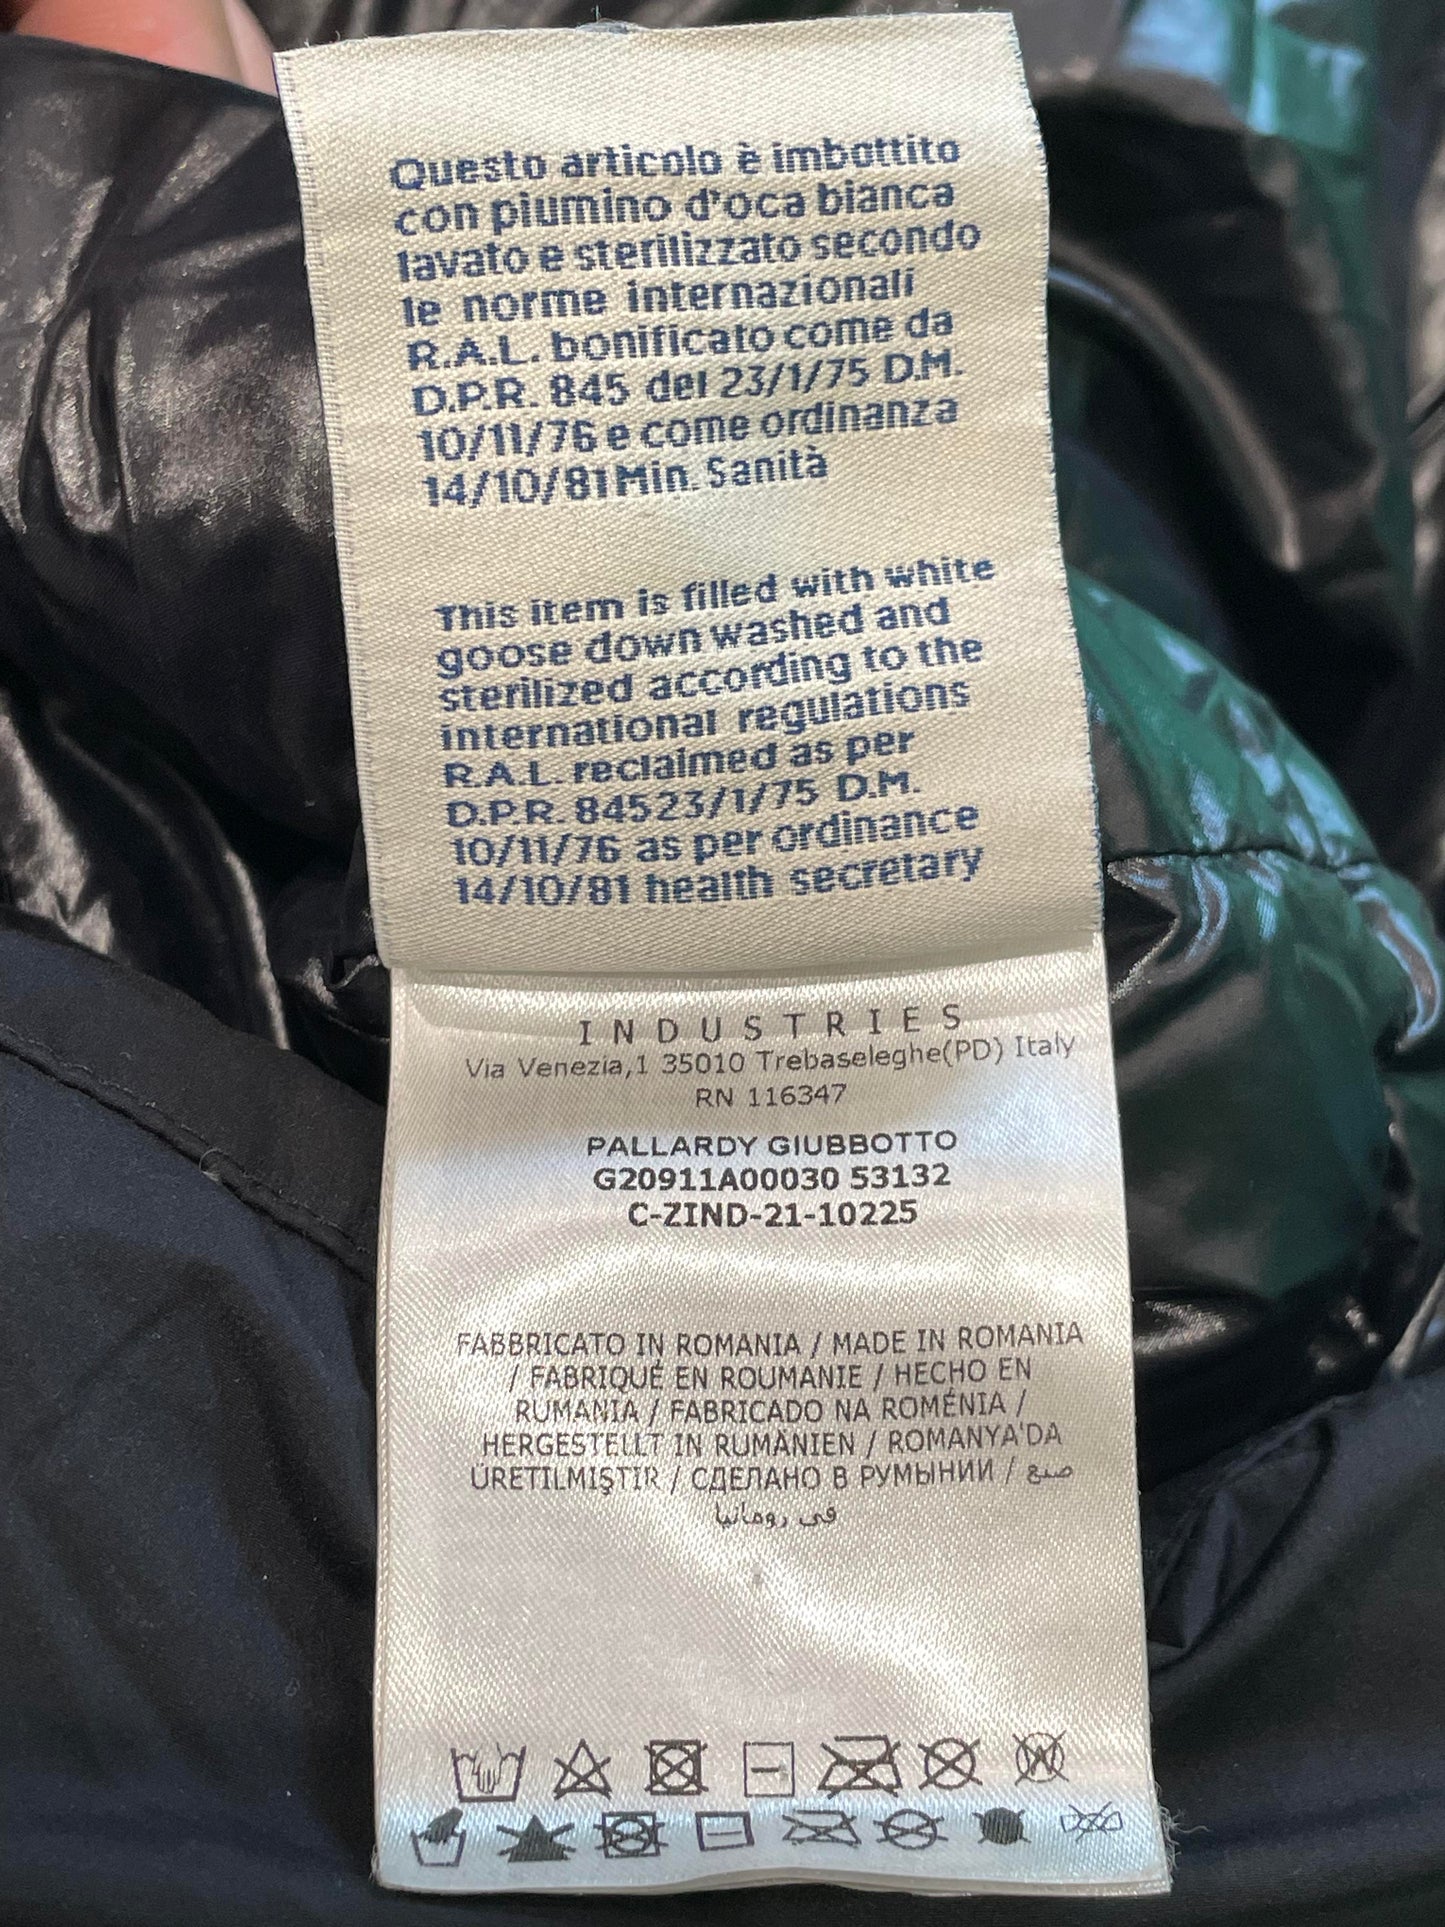 Questo articolo è imbottito
con piumino d'oca bianca
lavato e sterilizzato secondo
le norme internazionali
R.A.L. bonificato come da
D.P.R. 845 del 23/1/75 D.M.
10/11/76 e come ordinanza
14/10/81 Min. Sanità
This item is filled with white
goose down washed and
sterilized according to the
international regulations
R.A.L. reclaimed as per
D.P.R. 845 23/1/75 D.M.
10/11/76 as per ordinance
14/10/81 health secretary
INDUSTRIES
Via Venezia,1 35010 Trebaseleghe(PD) Italy
RN 116347
PALLARDY GIUBBOTTO
G20911A00030 53132
C-ZIND-21-10225
FABBRICATO IN ROMANIA / MADE IN ROMANIA
/ FABRIQUÉ EN ROUMANIE / HECHO EN
RUMANIA / FABRICADO NA ROMÉNIA /
HERGESTELLT IN RUMÄNIEN / ROMANYA'DA
ÜRETILMIŞTIR / СДЕЛАНО В РУМЫНИИ / صنع
في رومانيا